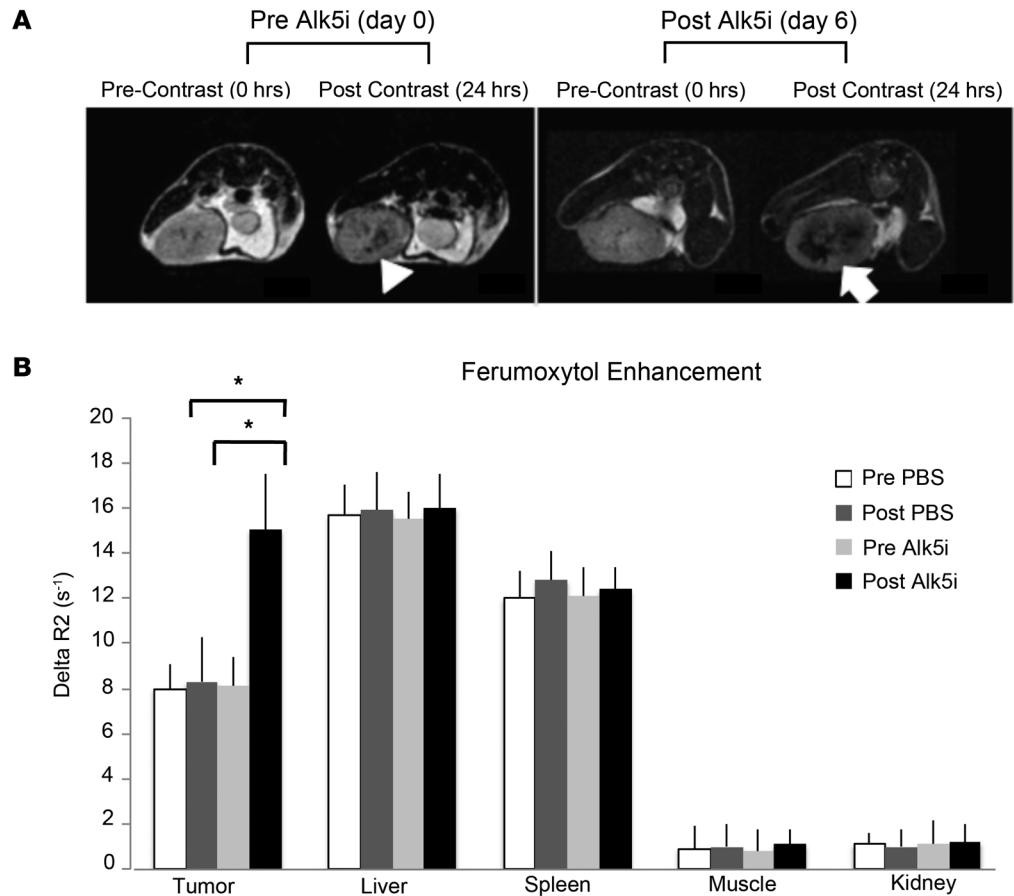 A
Pre Alk5i (day 0)
Post Alk5i (day 6)
Pre-Contrast (0 hrs)
Post Contrast (24 hrs)
Pre-Contrast (0 hrs)
Post Contrast (24 hrs)
B
Ferumoxytol Enhancement
*
*
20
18
16
14
12
10
8
6
4
2
0
Delta R2 (s⁻¹)
Pre PBS
Post PBS
Pre Alk5i
Post Alk5i
Tumor
Liver
Spleen
Muscle
Kidney